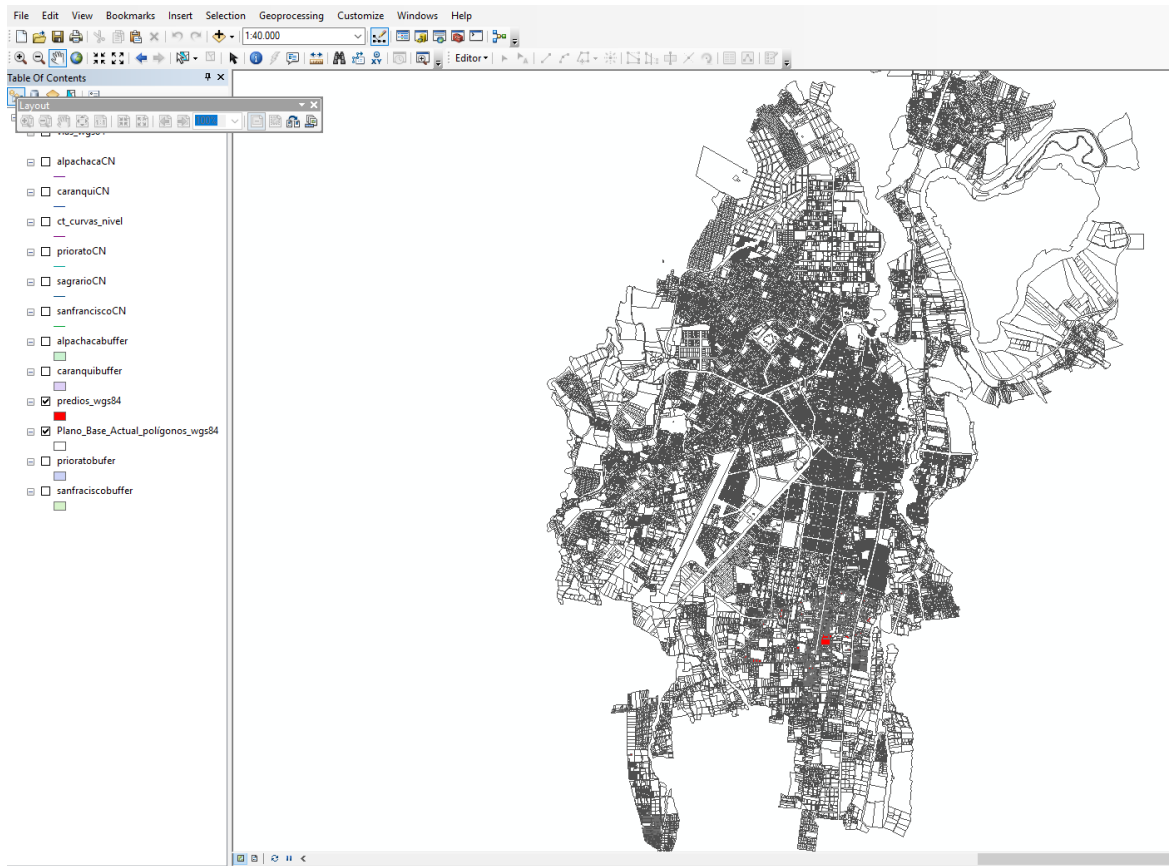 File Edit View Bookmarks Insert Selection Geoprocessing Customize Windows Help
1:40.000
Editor
Table Of Contents
Layout
alpachacaCN
caranquiCN
ct_curvas_nivel
prioratoCN
sagrarioCN
sanfranciscoCN
alpachacabuffer
caranquibuffer
predios_wgs84
Plano_Base_Actual_polígonos_wgs84
prioratobufer
sanfraciscobuffer